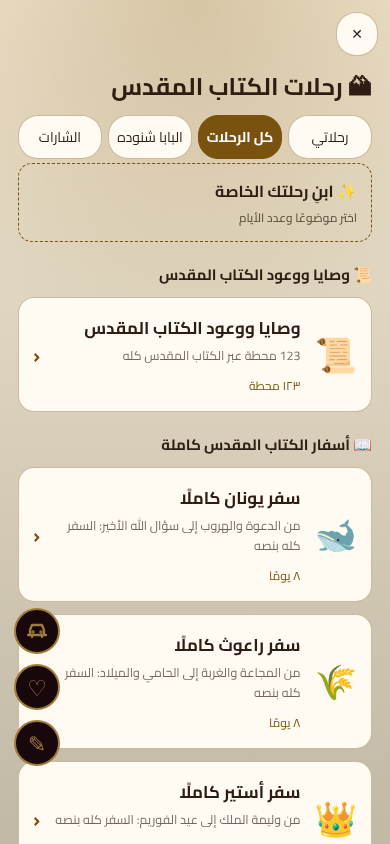 ×
رحلات الكتاب المقدس
رحلاتي
كل الرحلات
البابا شنوده
الشارات
✨ ابنِ رحلتك الخاصة
اختر موضوعًا وعدد الأيام
وصايا ووعود الكتاب المقدس
وصايا ووعود الكتاب المقدس
123 محطة عبر الكتاب المقدس كله
١٢٣ محطة
أسفار الكتاب المقدس كاملة
سفر يونان كاملًا
من الدعوة والهروب إلى سؤال الله الأخير: السفر
كله بنصه
٨ يومًا
سفر راعوث كاملًا
من المجاعة والغربة إلى الحامي والميلاد: السفر
كله بنصه
٨ يومًا
سفر أستير كاملًا
من وليمة الملك إلى عيد الفوريم: السفر كله بنصه